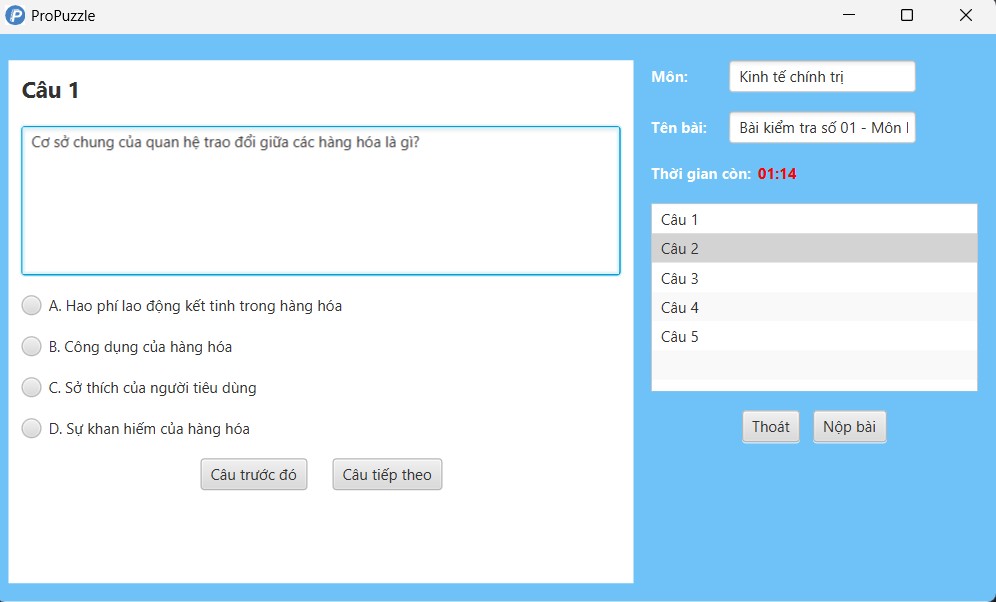 ProPuzzle
Câu 1
Cơ sở chung của quan hệ trao đổi giữa các hàng hóa là gì?
A. Hao phí lao động kết tinh trong hàng hóa
B. Công dụng của hàng hóa
C. Sở thích của người tiêu dùng
D. Sự khan hiếm của hàng hóa
Câu trước đó
Câu tiếp theo
Môn: Kinh tế chính trị
Tên bài: Bài kiểm tra số 01 - Môn
Thời gian còn: 01:14
Câu 1
Câu 2
Câu 3
Câu 4
Câu 5
Thoát
Nộp bài